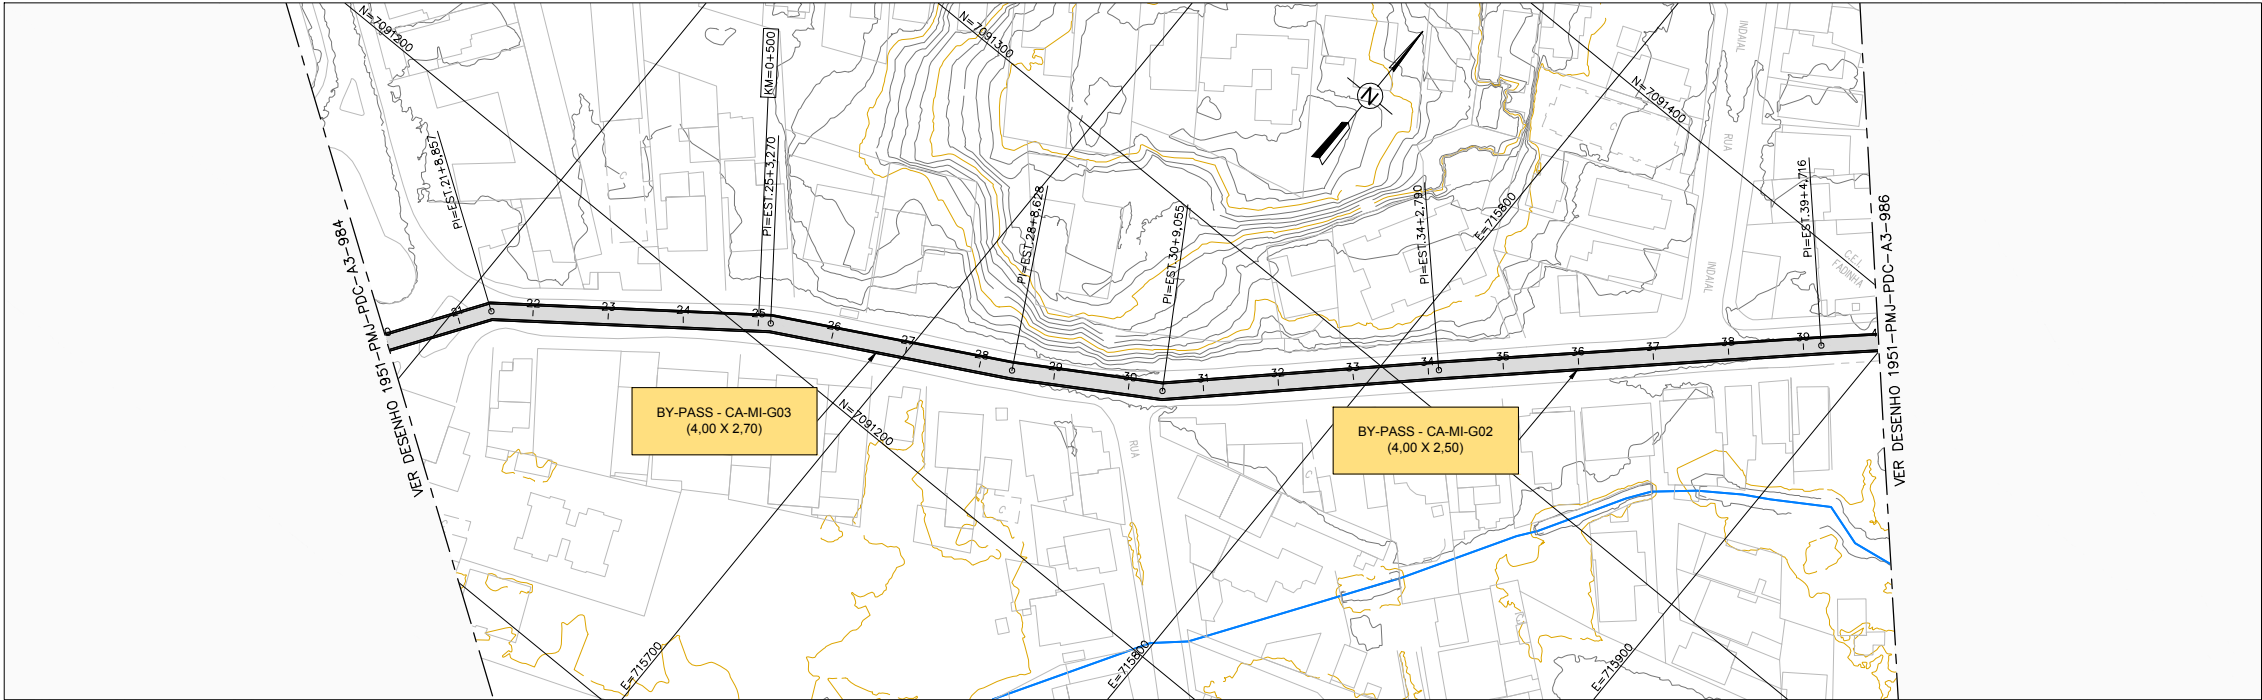 N=7091200
N=7091300
N=7091400
KM=0+500
INDAIAL
RUA
N
PI=EST.21+8,857
PI=EST.25+3,270
PI=EST.28+8,628
PI=EST.30+9,055
PI=EST.34+2,790
PI=EST.39+4,716
E=715800
C
C
C.E.I.
FADINHA
INDAIAL
VER DESENHO 1951-PMJ-PDC-A3-984
VER DESENHO 1951-PMJ-PDC-A3-986
21
22
23
24
25
26
27
28
29
30
31
32
33
34
35
36
37
38
39
BY-PASS - CA-MI-G03
(4,00 X 2,70)
N=7091200
BY-PASS - CA-MI-G02
(4,00 X 2,50)
RUA
C
E=715700
E=715800
E=715900